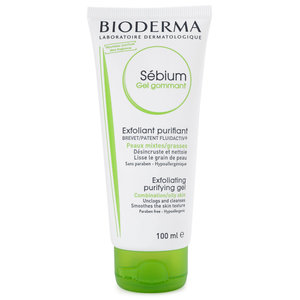 BIODERMA
LABORATOIRE DERMATOLOGIQUE
Sébium
Gel gommant
Exfoliant purifiant
BREVET/PATENT FLUIDACTIV®
Peaux mixtes/grasses
Désincruste et nettoie
Lisse le grain de peau
Sans paraben - Hypoallergénique
Exfoliating
purifying gel
Combination/oily skin
Unclogs and cleanses
Smoothes the skin texture
Paraben free - Hypoallergenic
100 ml e